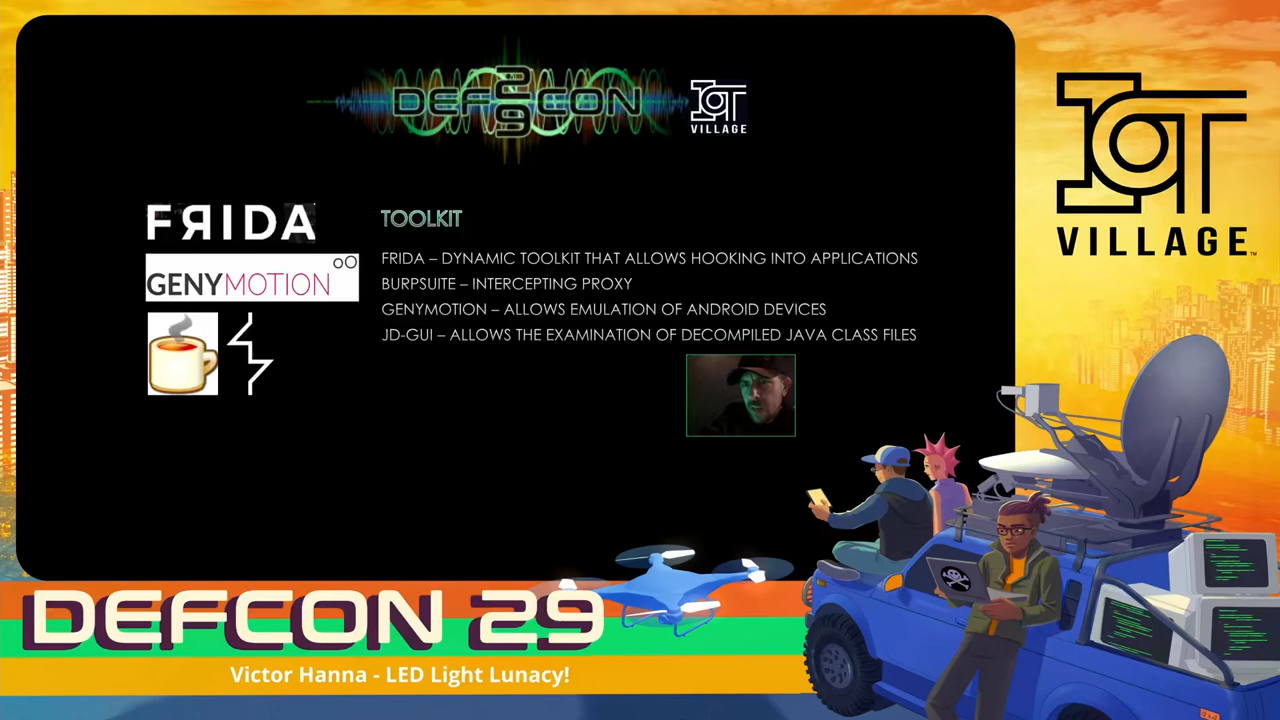 DEF CON
29
IOT
VILLAGE
IOT
VILLAGE™
FRIDA
GENYMOTION
TOOLKIT
FRIDA – DYNAMIC TOOLKIT THAT ALLOWS HOOKING INTO APPLICATIONS
BURPSUITE – INTERCEPTING PROXY
GENYMOTION – ALLOWS EMULATION OF ANDROID DEVICES
JD-GUI – ALLOWS THE EXAMINATION OF DECOMPILED JAVA CLASS FILES
DEFCON 29
Victor Hanna - LED Light Lunacy!